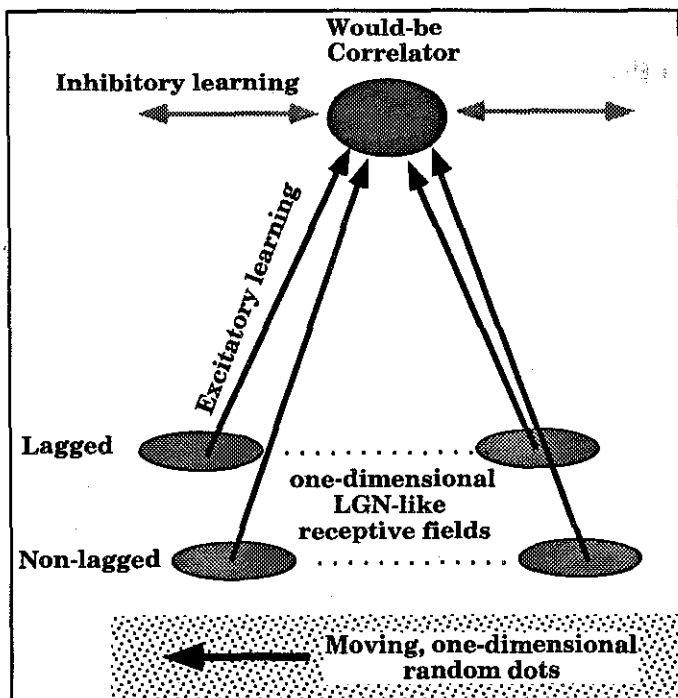 Would-be
Correlator
Inhibitory learning
Excitatory learning
Lagged
one-dimensional
LGN-like
receptive fields
Non-lagged
Moving, one-dimensional
random dots